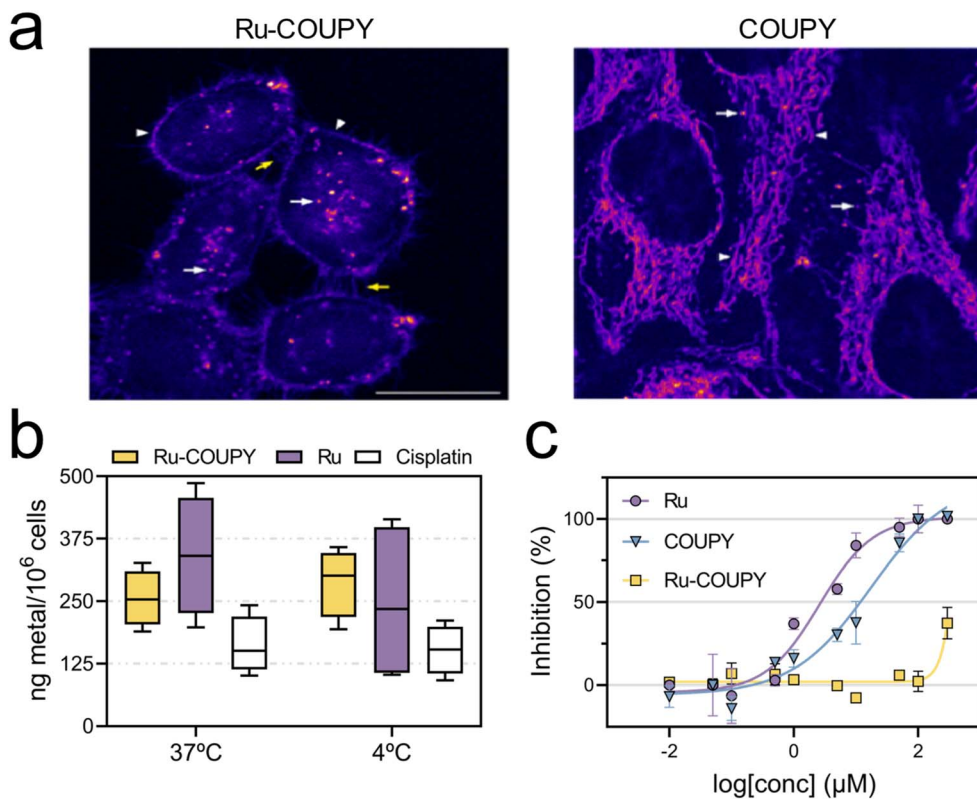 a
Ru-COUPY
COUPY
b
Ru-COUPY
Ru
Cisplatin
ng metal/10⁶ cells
500
375
250
125
0
37ºC
4ºC
c
Ru
COUPY
Ru-COUPY
Inhibition (%)
100
50
0
-2
0
2
log[conc] (µM)